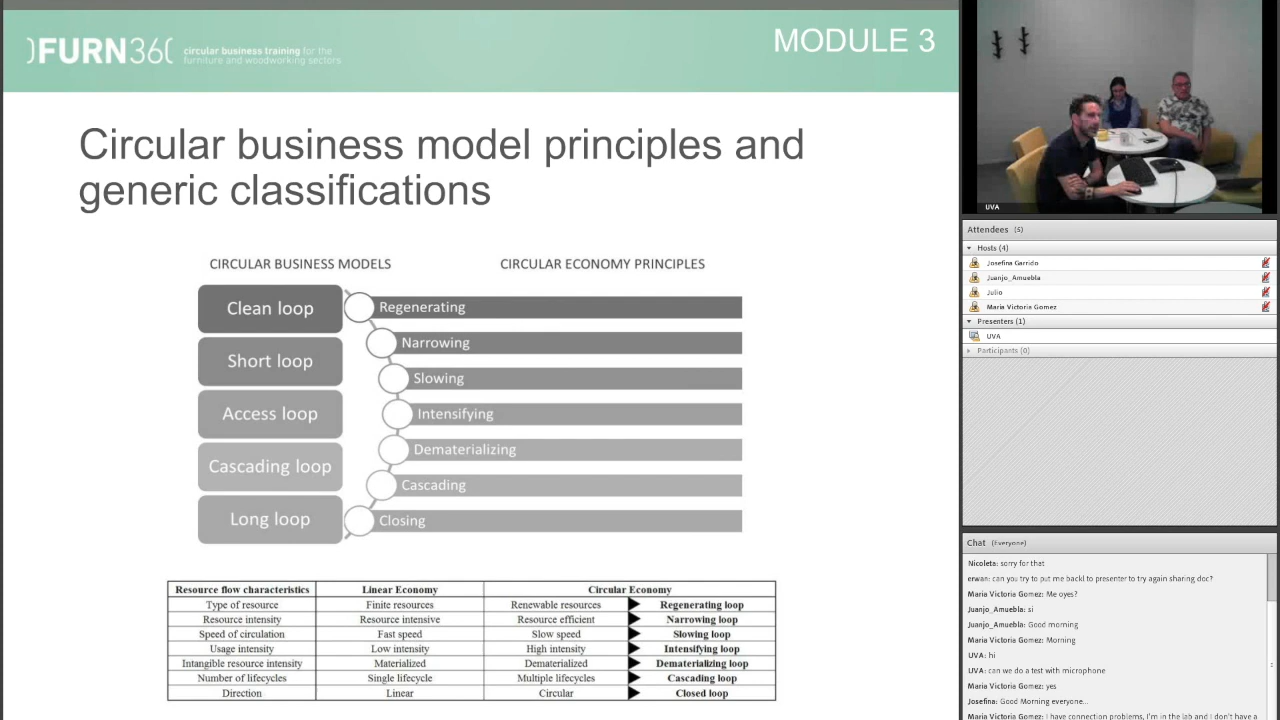 )FURN36(
circular business training for the
furniture and woodworking sectors
MODULE 3
Circular business model principles and
generic classifications
CIRCULAR BUSINESS MODELS
CIRCULAR ECONOMY PRINCIPLES
Clean loop
Short loop
Access loop
Cascading loop
Long loop
Regenerating
Narrowing
Slowing
Intensifying
Dematerializing
Cascading
Closing
Resource flow characteristics Linear Economy Circular Economy
Type of resource Finite resources Renewable resources Regenerating loop
Resource intensity Resource intensive Resource efficient Narrowing loop
Speed of circulation Fast speed Slow speed Slowing loop
Usage intensity Low intensity High intensity Intensifying loop
Intangible resource intensity Materialized Dematerialized Dematerializing loop
Number of lifecycles Single lifecycle Multiple lifecycles Cascading loop
Direction Linear Circular Closed loop
UVA
Attendees (5)
Hosts (4)
Josefina Garrido
Juanjo_Amuebla
Julio
Maria Victoria Gomez
Presenters (1)
UVA
Participants (0)
Chat (Everyone)
Nicoleta: sorry for that
erwan: can you try to put me backl to presenter to try again sharing doc?
Maria Victoria Gomez: Me oyes?
Juanjo_Amuebla: si
Juanjo_Amuebla: Good morning
Maria Victoria Gomez: Morning
UVA: hi
UVA: can we do a test with microphone
Maria Victoria Gomez: yes
Josefina: Good Morning everyone...
Maria Victoria Gomez: I have connection problems, I'm in the lab and I don't have a